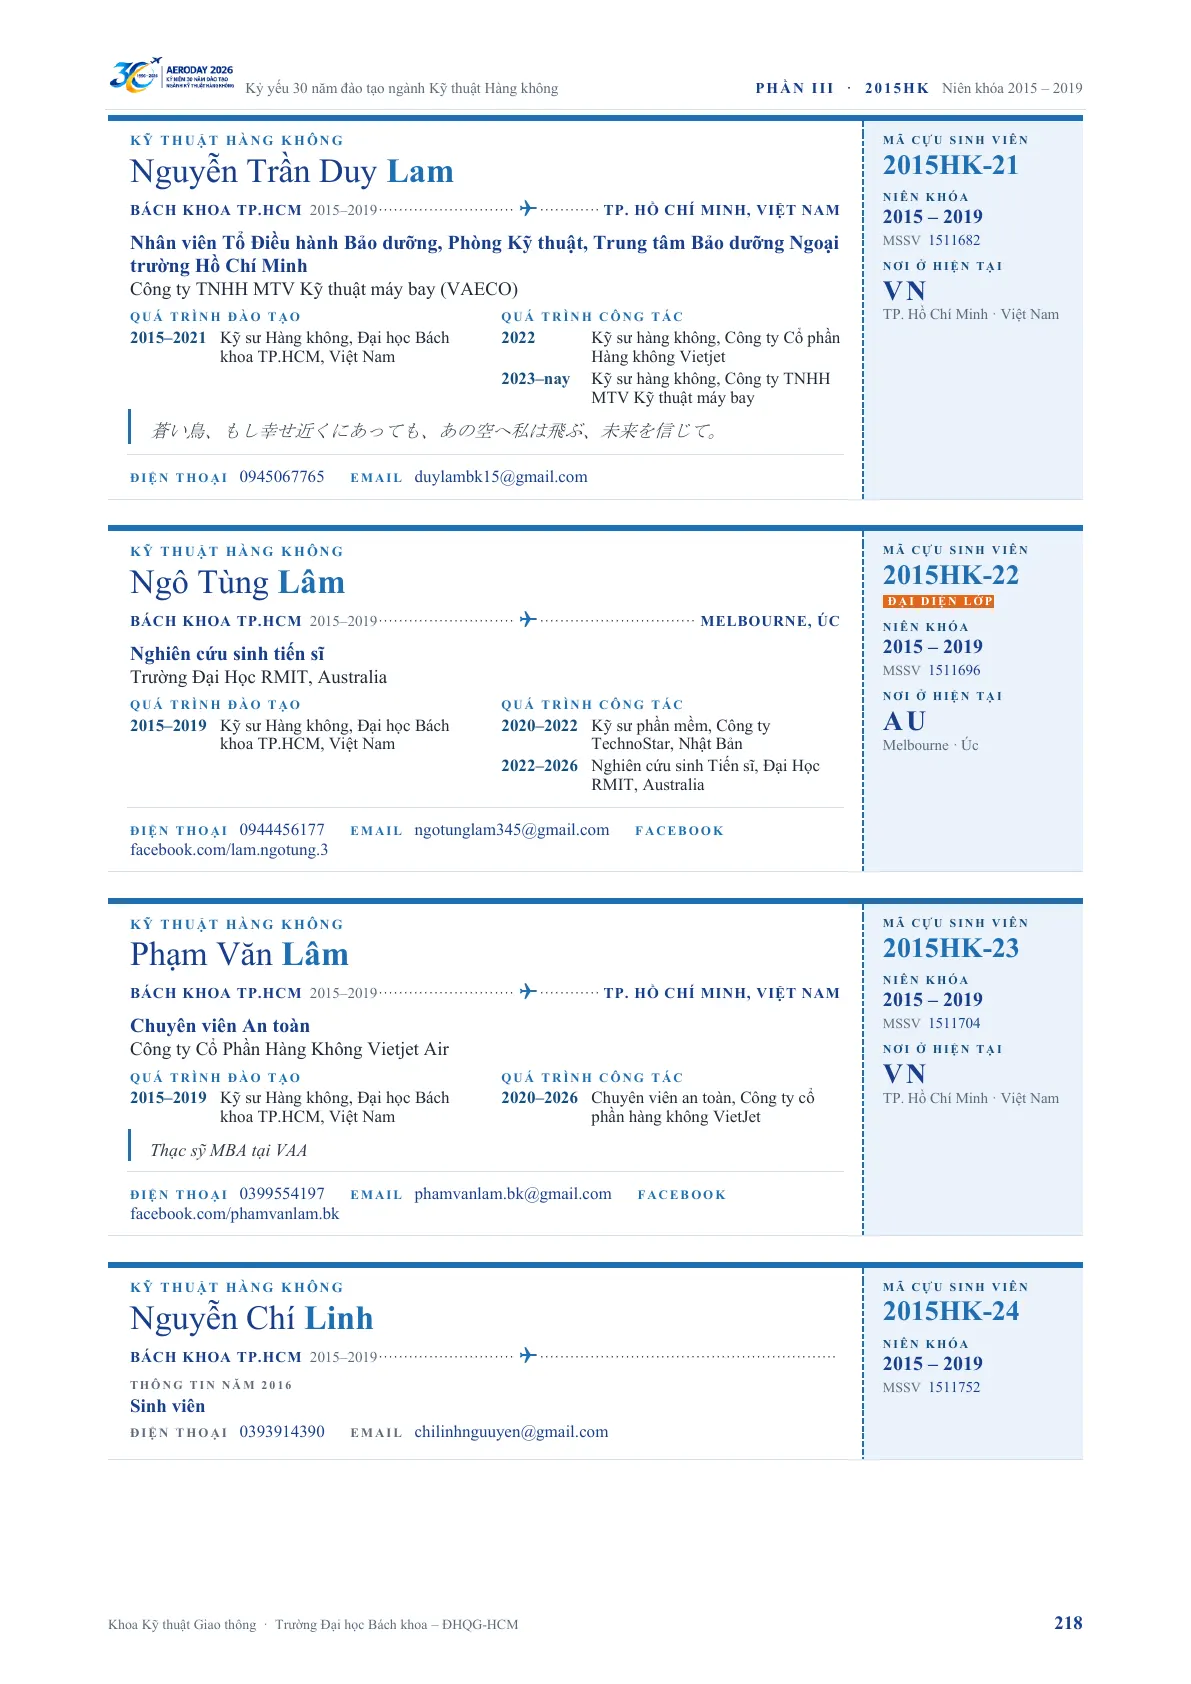 AERODAY 2026
KỶ NIỆM 30 NĂM ĐÀO TẠO
NGÀNH KỸ THUẬT HÀNG KHÔNG
Kỷ yếu 30 năm đào tạo ngành Kỹ thuật Hàng không
PHẦN III · 2015HK Niên khóa 2015 – 2019
KỸ THUẬT HÀNG KHÔNG
Nguyễn Trần Duy Lam
BÁCH KHOA TP.HCM 2015–2019 TP. HỒ CHÍ MINH, VIỆT NAM
Nhân viên Tổ Điều hành Bảo dưỡng, Phòng Kỹ thuật, Trung tâm Bảo dưỡng Ngoại
trường Hồ Chí Minh
Công ty TNHH MTV Kỹ thuật máy bay (VAECO)
QUÁ TRÌNH ĐÀO TẠO
2015–2021 Kỹ sư Hàng không, Đại học Bách
khoa TP.HCM, Việt Nam
QUÁ TRÌNH CÔNG TÁC
2022 Kỹ sư hàng không, Công ty Cổ phần
Hàng không Vietjet
2023–nay Kỹ sư hàng không, Công ty TNHH
MTV Kỹ thuật máy bay
蒼い鳥、もし幸せ近くにあっても、あの空へ私は飛ぶ、未来を信じて。
ĐIỆN THOẠI 0945067765 EMAIL duylambk15@gmail.com
MÃ CỰU SINH VIÊN
2015HK-21
NIÊN KHÓA
2015 – 2019
MSSV 1511682
NƠI Ở HIỆN TẠI
VN
TP. Hồ Chí Minh · Việt Nam
KỸ THUẬT HÀNG KHÔNG
Ngô Tùng Lâm
BÁCH KHOA TP.HCM 2015–2019 MELBOURNE, ÚC
Nghiên cứu sinh tiến sĩ
Trường Đại Học RMIT, Australia
QUÁ TRÌNH ĐÀO TẠO
2015–2019 Kỹ sư Hàng không, Đại học Bách
khoa TP.HCM, Việt Nam
QUÁ TRÌNH CÔNG TÁC
2020–2022 Kỹ sư phần mềm, Công ty
TechnoStar, Nhật Bản
2022–2026 Nghiên cứu sinh Tiến sĩ, Đại Học
RMIT, Australia
ĐIỆN THOẠI 0944456177 EMAIL ngotunglam345@gmail.com FACEBOOK
facebook.com/lam.ngotung.3
MÃ CỰU SINH VIÊN
2015HK-22
ĐẠI DIỆN LỚP
NIÊN KHÓA
2015 – 2019
MSSV 1511696
NƠI Ở HIỆN TẠI
AU
Melbourne · Úc
KỸ THUẬT HÀNG KHÔNG
Phạm Văn Lâm
BÁCH KHOA TP.HCM 2015–2019 TP. HỒ CHÍ MINH, VIỆT NAM
Chuyên viên An toàn
Công ty Cổ Phần Hàng Không Vietjet Air
QUÁ TRÌNH ĐÀO TẠO
2015–2019 Kỹ sư Hàng không, Đại học Bách
khoa TP.HCM, Việt Nam
QUÁ TRÌNH CÔNG TÁC
2020–2026 Chuyên viên an toàn, Công ty cổ
phần hàng không VietJet
Thạc sỹ MBA tại VAA
ĐIỆN THOẠI 0399554197 EMAIL phamvanlam.bk@gmail.com FACEBOOK
facebook.com/phamvanlam.bk
MÃ CỰU SINH VIÊN
2015HK-23
NIÊN KHÓA
2015 – 2019
MSSV 1511704
NƠI Ở HIỆN TẠI
VN
TP. Hồ Chí Minh · Việt Nam
KỸ THUẬT HÀNG KHÔNG
Nguyễn Chí Linh
BÁCH KHOA TP.HCM 2015–2019
THÔNG TIN NĂM 2016
Sinh viên
ĐIỆN THOẠI 0393914390 EMAIL chilinhnguuyen@gmail.com
MÃ CỰU SINH VIÊN
2015HK-24
NIÊN KHÓA
2015 – 2019
MSSV 1511752
Khoa Kỹ thuật Giao thông · Trường Đại học Bách khoa – ĐHQG-HCM
218